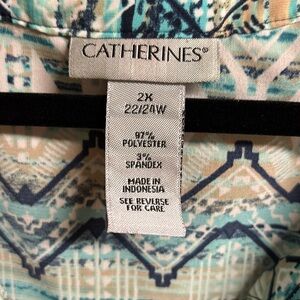 CATHERINES®
2X
22/24W
97%
POLYESTER
3%
SPANDEX
MADE IN
INDONESIA
SEE REVERSE
FOR CARE